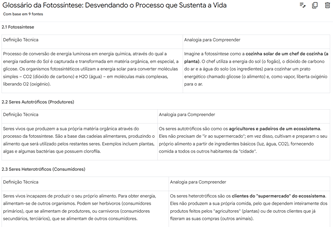 Glossário da Fotossíntese: Desvendando o Processo que Sustenta a Vida
Com base em 9 fontes
2.1 Fotossíntese
Definição Técnica
Analogia para Compreender
Processo de conversão de energia luminosa em energia química, através do qual a
energia radiante do Sol é capturada e transformada em matéria orgânica, em especial, a
glicose. Os organismos fotossintéticos utilizam a energia solar para converter moléculas
simples – CO2 (dióxido de carbono) e H2O (água) – em moléculas mais complexas,
liberando O2 (oxigênio).
Imagine a fotossíntese como a cozinha solar de um chef de cozinha (a
planta). O chef utiliza a energia do sol (o fogão), o dióxido de carbono
do ar e a água do solo (os ingredientes) para cozinhar um prato
energético chamado glicose (o alimento) e, como vapor, liberta oxigênio
para o ar.
2.2 Seres Autotróficos (Produtores)
Definição Técnica
Analogia para Compreender
Seres vivos que produzem a sua própria matéria orgânica através do
processo da fotossíntese. São a base das cadeias alimentares, produzindo o
alimento que será utilizado pelos restantes seres. Exemplos incluem plantas,
algas e algumas bactérias que possuem clorofila.
Os seres autotróficos são como os agricultores e padeiros de um ecossistema.
Eles não precisam de "ir ao supermercado"; em vez disso, cultivam e preparam o seu
próprio alimento a partir de ingredientes básicos (luz, água, CO2), fornecendo
comida a todos os outros habitantes da "cidade".
2.3 Seres Heterotróficos (Consumidores)
Definição Técnica
Analogia para Compreender
Seres vivos incapazes de produzir o seu próprio alimento. Para obter energia,
alimentam-se de outros organismos. Podem ser herbívoros (consumidores
primários), que se alimentam de produtores, ou carnívoros (consumidores
secundários, terciários), que se alimentam de outros consumidores.
Os seres heterotróficos são os clientes do "supermercado" do ecossistema.
Eles não produzem a sua própria comida, pelo que dependem inteiramente dos
produtos feitos pelos "agricultores" (plantas) ou de outros clientes que já
fizeram as suas compras (outros animais).